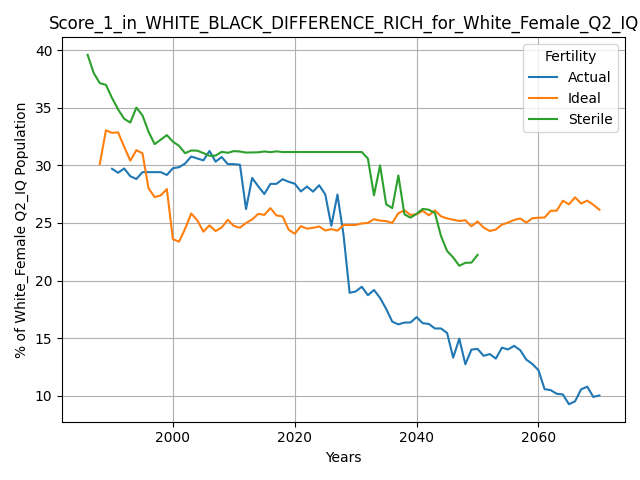 Score_1_in_WHITE_BLACK_DIFFERENCE_RICH_for_White_Female_Q2_IQ
% of White_Female Q2_IQ Population
40
35
30
25
20
15
10
Fertility
Actual
Ideal
Sterile
2000 2020 2040 2060
Years